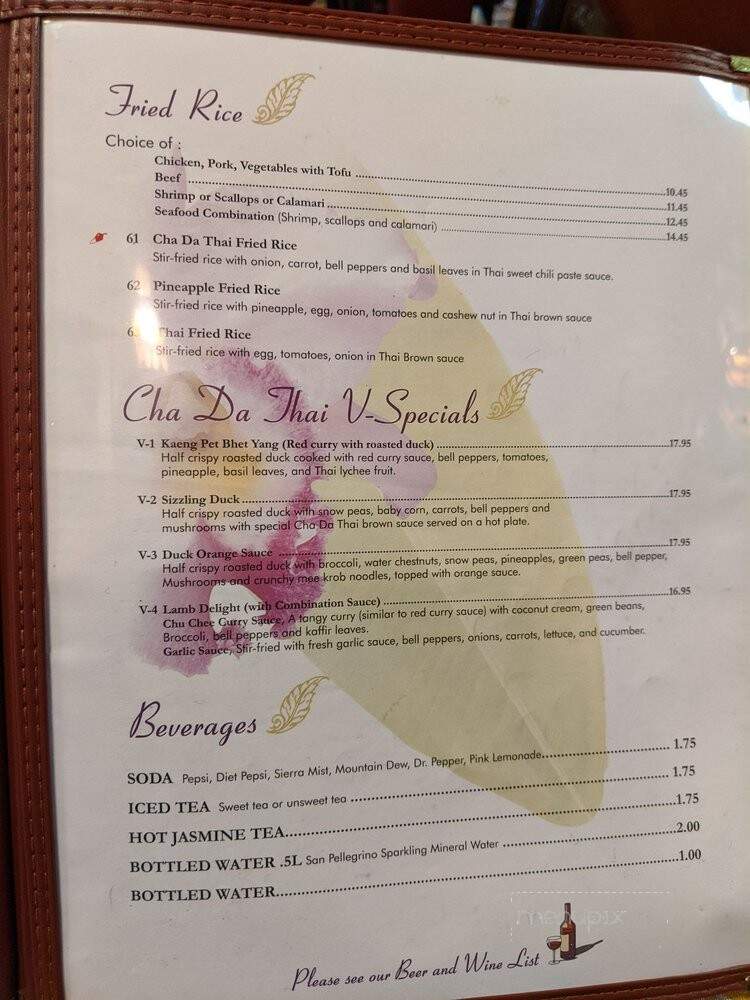 Fried Rice
Choice of :
Chicken, Pork, Vegetables with Tofu ........ 10.45
Beef ........ 11.45
Shrimp or Scallops or Calamari ........ 12.45
Seafood Combination (Shrimp, scallops and calamari) ........ 14.45
61 Cha Da Thai Fried Rice
Stir-fried rice with onion, carrot, bell peppers and basil leaves in Thai sweet chili paste sauce.
62 Pineapple Fried Rice
Stir-fried rice with pineapple, egg, onion, tomatoes and cashew nut in Thai brown sauce
Thai Fried Rice
Stir-fried rice with egg, tomatoes, onion in Thai Brown sauce
Cha Da Thai V-Specials
V-1 Kaeng Pet Bhet Yang (Red curry with roasted duck) ........ 17.95
Half crispy roasted duck cooked with red curry sauce, bell peppers, tomatoes,
pineapple, basil leaves, and Thai lychee fruit.
V-2 Sizzling Duck ........ 17.95
Half crispy roasted duck with snow peas, baby corn, carrots, bell peppers and
mushrooms with special Cha Da Thai brown sauce served on a hot plate.
V-3 Duck Orange Sauce ........ 17.95
Half crispy roasted duck with broccoli, water chestnuts, snow peas, pineapples, green peas, bell pepper,
Mushrooms and crunchy mee krob noodles, topped with orange sauce.
V-4 Lamb Delight (with Combination Sauce) ........ 16.95
Chu Chee Curry Sauce, A tangy curry (similar to red curry sauce) with coconut cream, green beans,
Broccoli, bell peppers and kaffir leaves.
Garlic Sauce, Stir-fried with fresh garlic sauce, bell peppers, onions, carrots, lettuce, and cucumber.
Beverages
SODA Pepsi, Diet Pepsi, Sierra Mist, Mountain Dew, Dr. Pepper, Pink Lemonade........ 1.75
ICED TEA Sweet tea or unsweet tea ........ 1.75
HOT JASMINE TEA........1.75
BOTTLED WATER .5L San Pellegrino Sparkling Mineral Water ........2.00
BOTTLED WATER........1.00
menupix
Please see our Beer and Wine List